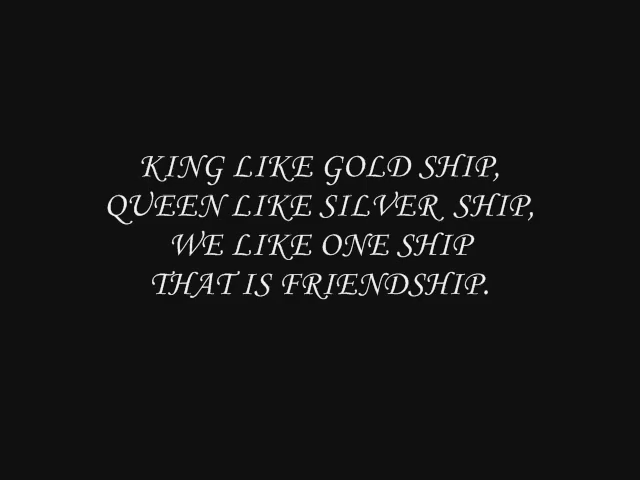 KING LIKE GOLD SHIP,
QUEEN LIKE SILVER SHIP,
WE LIKE ONE SHIP
THAT IS FRIENDSHIP.